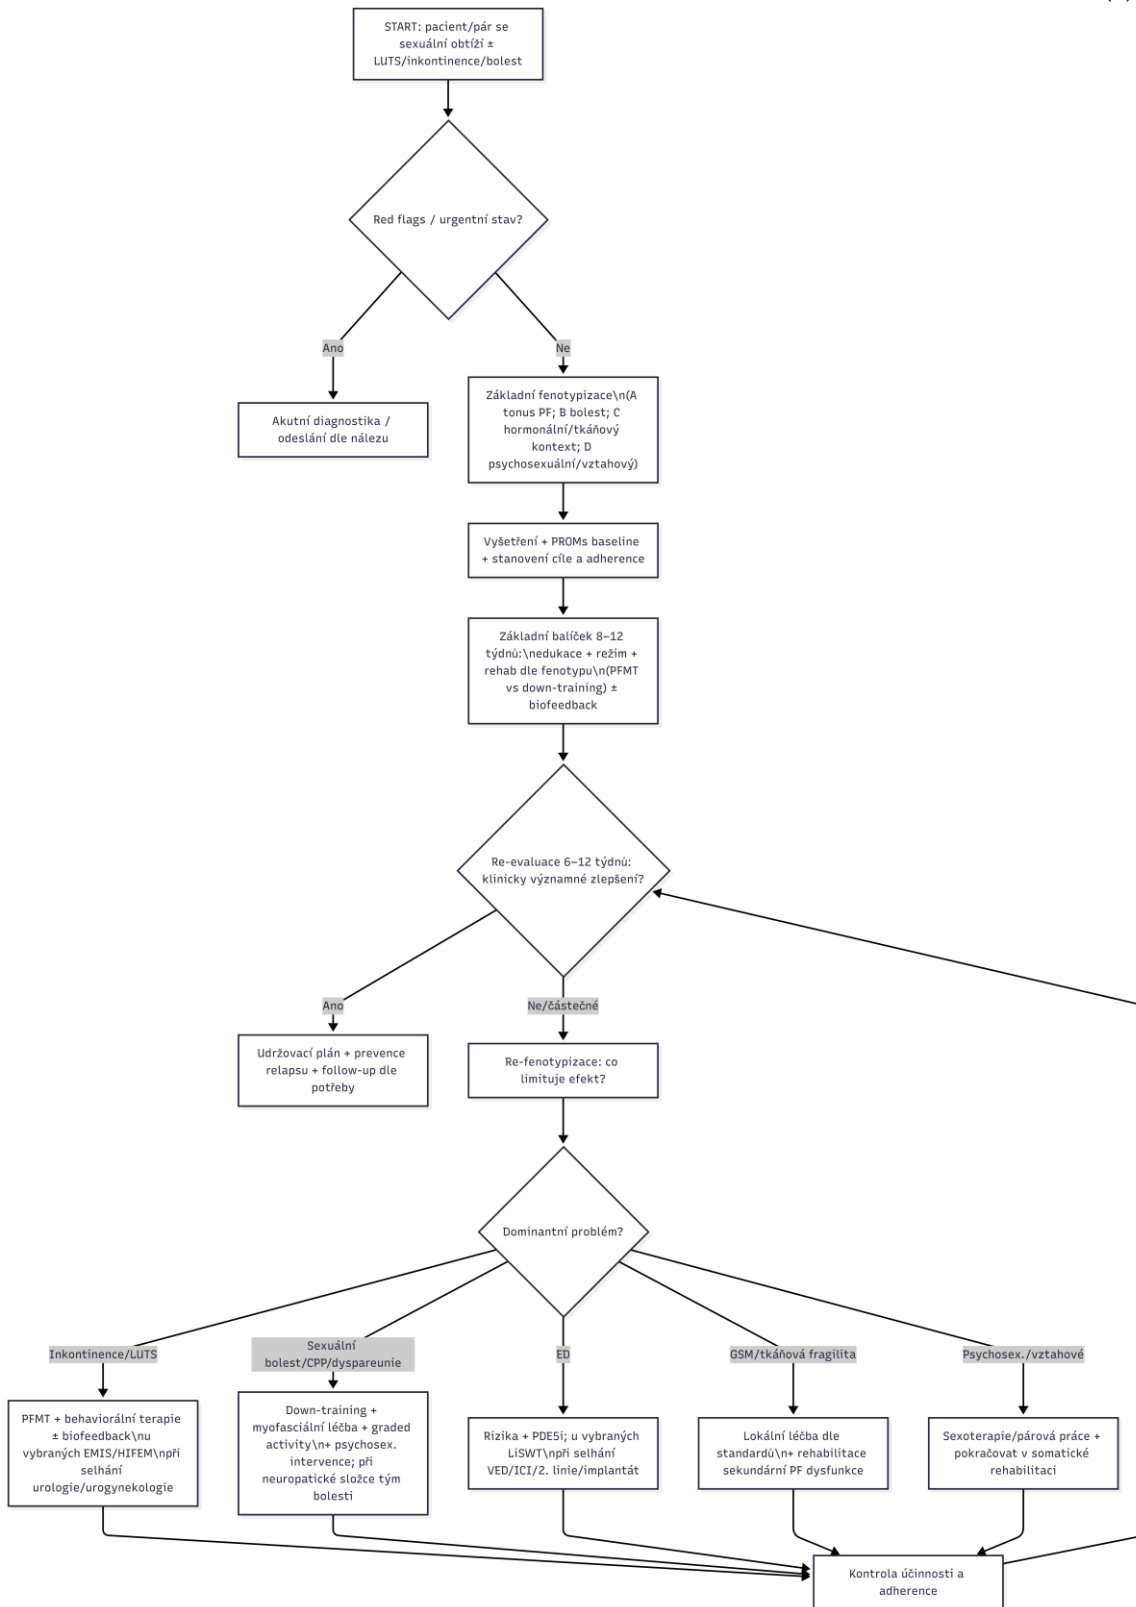 START: pacient/pár se
sexuální obtíží ±
LUTS/inkontinence/bolest
Red flags / urgentní stav?
Ano
Ne
Akutní diagnostika /
odeslání dle nálezu
Základní fenotypizace\n(A
tonus PF; B bolest; C
hormonální/tkáňový
kontext; D
psychosexuální/vztahový)
Vyšetření + PROMs baseline
+ stanovení cíle a adherence
Základní balíček 8–12
týdnů:\nedukace + režim +
rehab dle fenotypu\n(PFMT
vs down-training) ±
biofeedback
Re-evaluace 6–12 týdnů:
klinicky významné zlepšení?
Ano
Ne/částečné
Udržovací plán + prevence
relapsu + follow-up dle
potřeby
Re-fenotypizace: co
limituje efekt?
Dominantní problém?
Inkontinence/LUTS
Sexuální
bolest/CPP/dyspareunie
ED
GSM/tkáňová fragilita
Psychosex./vztahové
PFMT + behaviorální terapie
± biofeedback\nu
vybraných EMIS/HIFEM\npři
selhání
urologie/urogynekologie
Down-training +
myofasciální léčba + graded
activity\n+ psychosex.
intervence; při
neuropatické složce tým
bolesti
Rizika + PDE5i; u vybraných
LiSWT\npři selhání
VED/ICI/2. linie/implantát
Lokální léčba dle
standardů\n+ rehabilitace
sekundární PF dysfunkce
Sexoterapie/párová práce +
pokračovat v somatické
rehabilitaci
Kontrola účinnosti a
adherence